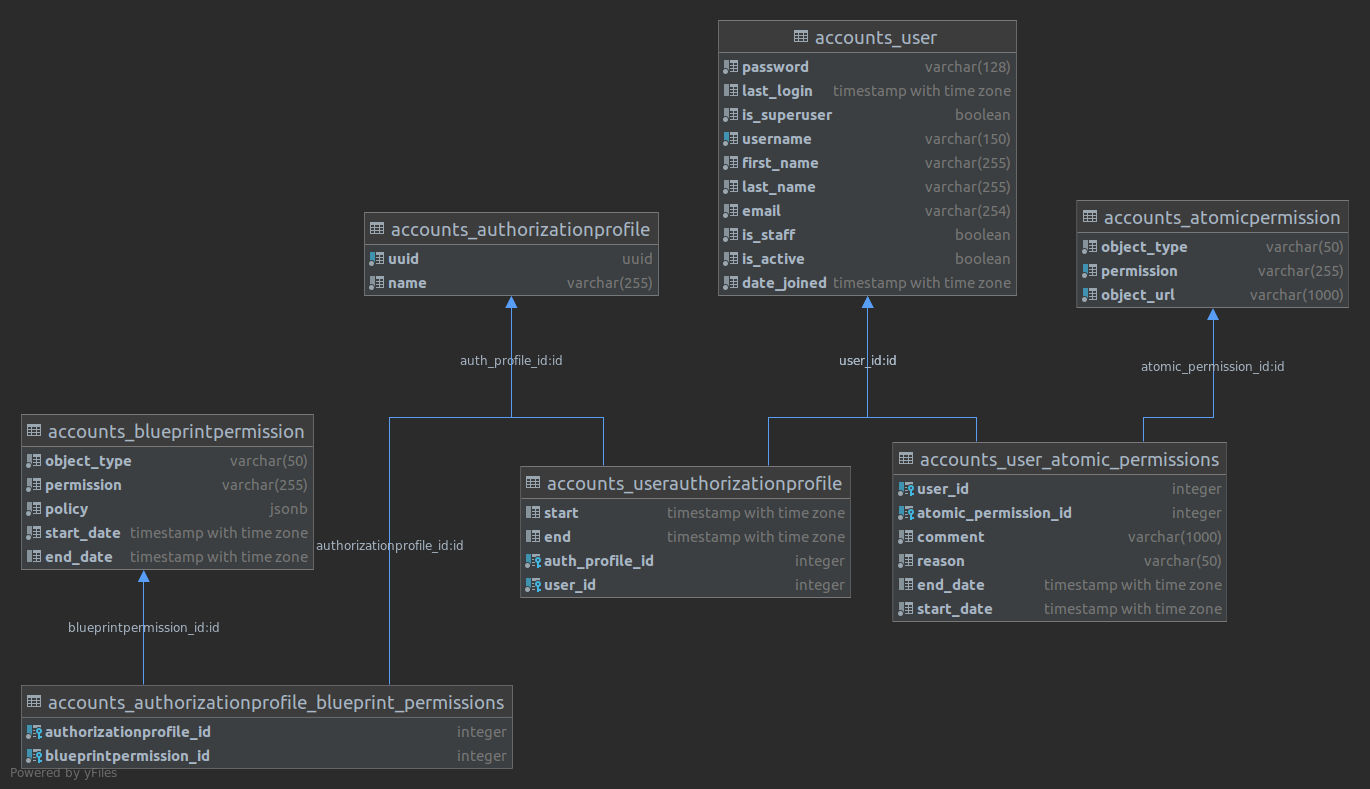 accounts_user
password varchar(128)
last_login timestamp with time zone
is_superuser boolean
username varchar(150)
first_name varchar(255)
last_name varchar(255)
email varchar(254)
is_staff boolean
is_active boolean
date_joined timestamp with time zone
accounts_authorizationprofile
uuid uuid
name varchar(255)
accounts_atomicpermission
object_type varchar(50)
permission varchar(255)
object_url varchar(1000)
auth_profile_id:id
user_id:id
atomic_permission_id:id
accounts_blueprintpermission
object_type varchar(50)
permission varchar(255)
policy jsonb
start_date timestamp with time zone
end_date timestamp with time zone
authorizationprofile_id:id
accounts_userauthorizationprofile
start timestamp with time zone
end timestamp with time zone
auth_profile_id integer
user_id integer
accounts_user_atomic_permissions
user_id integer
atomic_permission_id integer
comment varchar(1000)
reason varchar(50)
end_date timestamp with time zone
start_date timestamp with time zone
blueprintpermission_id:id
accounts_authorizationprofile_blueprint_permissions
authorizationprofile_id integer
blueprintpermission_id integer
Powered by yFiles